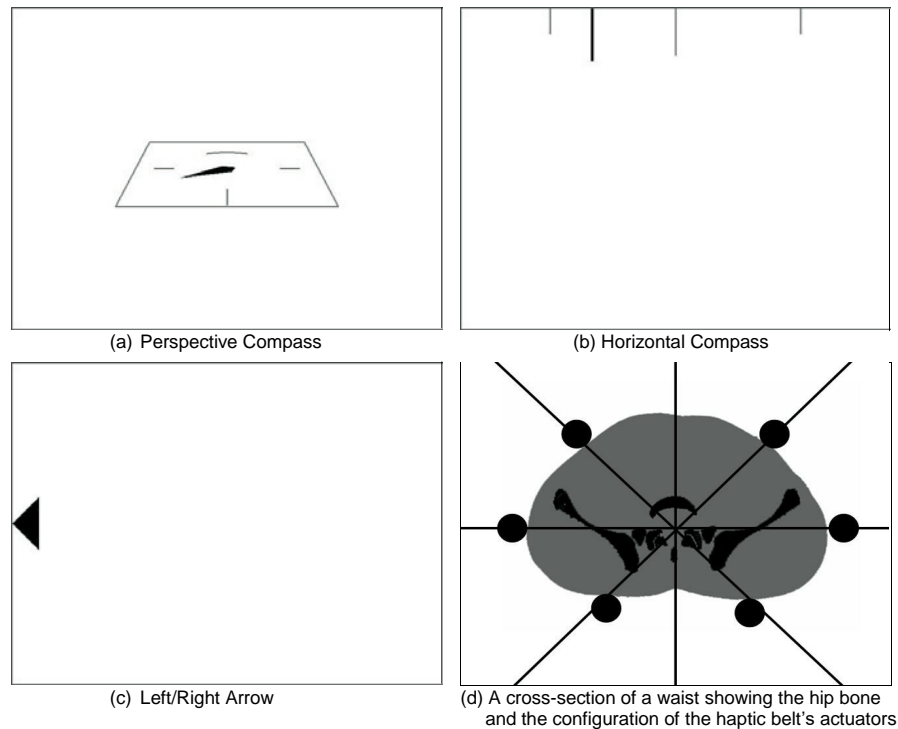 (a) Perspective Compass
(b) Horizontal Compass
(c) Left/Right Arrow
(d) A cross-section of a waist showing the hip bone
and the configuration of the haptic belt's actuators